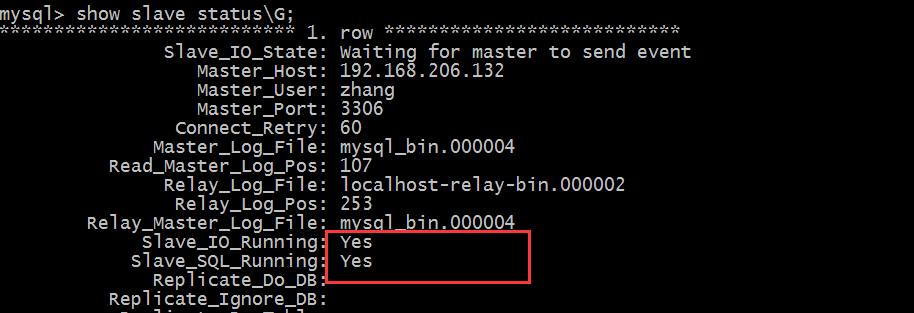 mysql> show slave status\G;
*************************** 1. row ***************************
Slave_IO_State: Waiting for master to send event
Master_Host: 192.168.206.132
Master_User: zhang
Master_Port: 3306
Connect_Retry: 60
Master_Log_File: mysql_bin.000004
Read_Master_Log_Pos: 107
Relay_Log_File: localhost-relay-bin.000002
Relay_Log_Pos: 253
Relay_Master_Log_File: mysql_bin.000004
Slave_IO_Running: Yes
Slave_SQL_Running: Yes
Replicate_Do_DB:
Replicate_Ignore_DB: